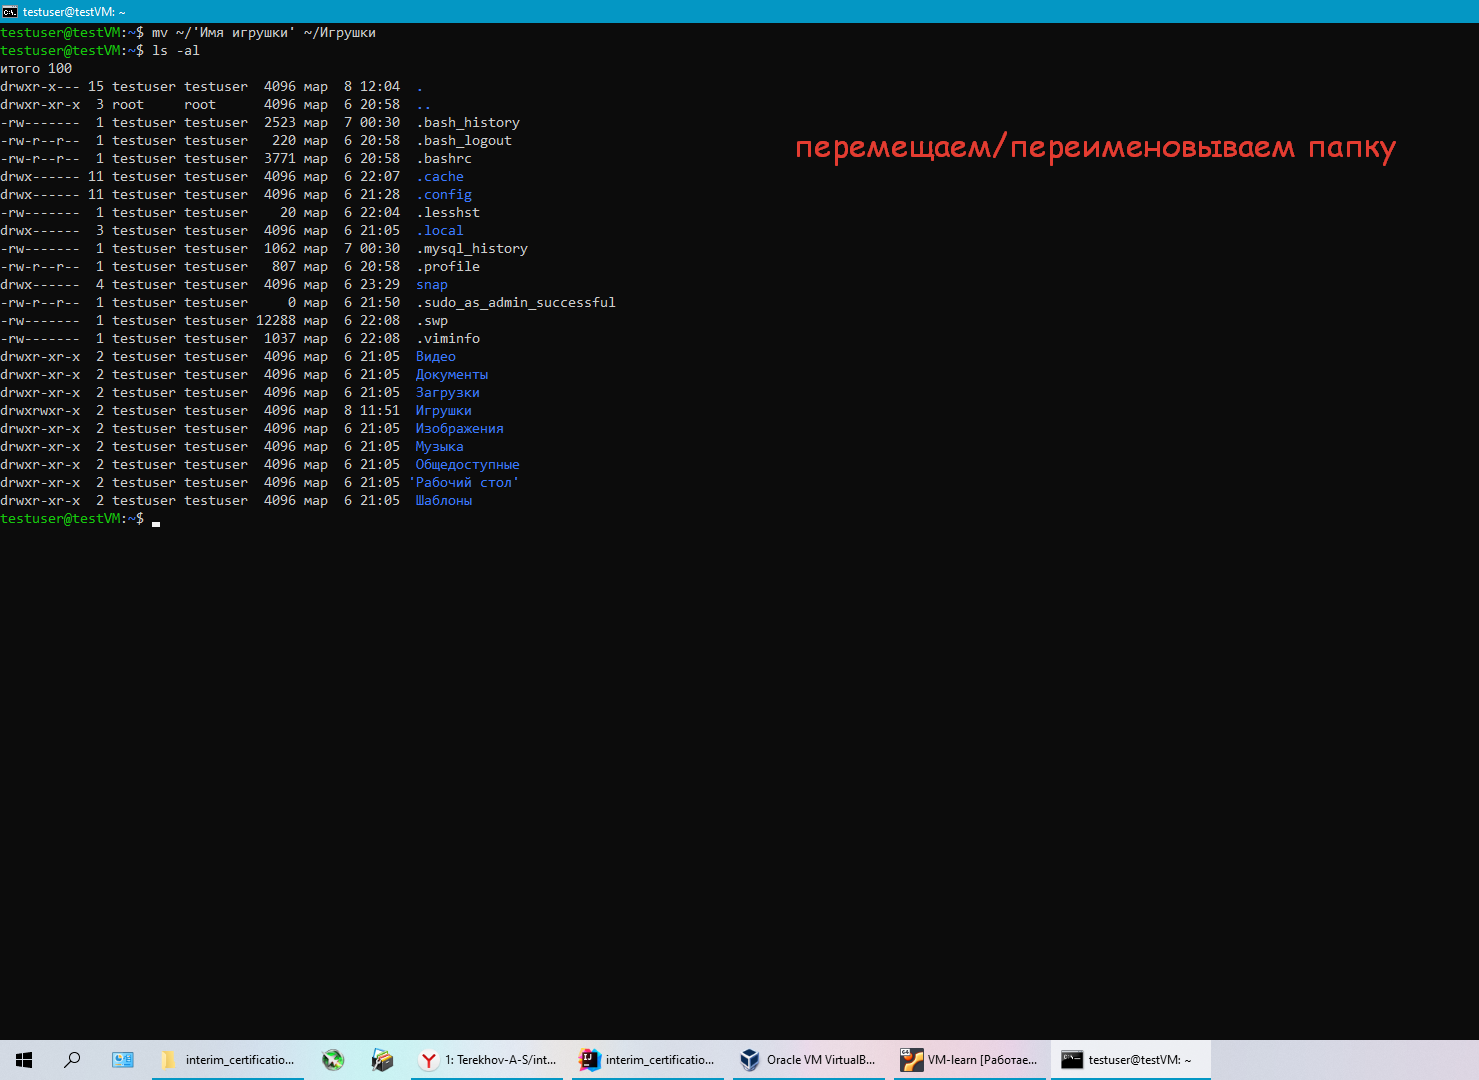 testuser@testVM: ~
testuser@testVM:~$ mv ~/'Имя игрушки' ~/Игрушки
testuser@testVM:~$ ls -al
итого 100
drwxr-x--- 15 testuser testuser  4096 мар  8 12:04  .
drwxr-xr-x  3 root     root      4096 мар  6 20:58  ..
-rw-------  1 testuser testuser  2523 мар  7 00:30  .bash_history
-rw-r--r--  1 testuser testuser   220 мар  6 20:58  .bash_logout
-rw-r--r--  1 testuser testuser  3771 мар  6 20:58  .bashrc
drwx------ 11 testuser testuser  4096 мар  6 22:07  .cache
drwx------ 11 testuser testuser  4096 мар  6 21:28  .config
-rw-------  1 testuser testuser    20 мар  6 22:04  .lesshst
drwx------  3 testuser testuser  4096 мар  6 21:05  .local
-rw-------  1 testuser testuser  1062 мар  7 00:30  .mysql_history
-rw-r--r--  1 testuser testuser   807 мар  6 20:58  .profile
drwx------  4 testuser testuser  4096 мар  6 23:29  snap
-rw-r--r--  1 testuser testuser     0 мар  6 21:50  .sudo_as_admin_successful
-rw-------  1 testuser testuser 12288 мар  6 22:08  .swp
-rw-------  1 testuser testuser  1037 мар  6 22:08  .viminfo
drwxr-xr-x  2 testuser testuser  4096 мар  6 21:05  Видео
drwxr-xr-x  2 testuser testuser  4096 мар  6 21:05  Документы
drwxr-xr-x  2 testuser testuser  4096 мар  6 21:05  Загрузки
drwxrwxr-x  2 testuser testuser  4096 мар  8 11:51  Игрушки
drwxr-xr-x  2 testuser testuser  4096 мар  6 21:05  Изображения
drwxr-xr-x  2 testuser testuser  4096 мар  6 21:05  Музыка
drwxr-xr-x  2 testuser testuser  4096 мар  6 21:05  Общедоступные
drwxr-xr-x  2 testuser testuser  4096 мар  6 21:05 'Рабочий стол'
drwxr-xr-x  2 testuser testuser  4096 мар  6 21:05  Шаблоны
testuser@testVM:~$
перемещаем/переименовываем папку
interim_certificatio...
1: Terekhov-A-S/int...
interim_certificatio...
Oracle VM VirtualB...
VM-learn [Работае...
testuser@testVM: ~